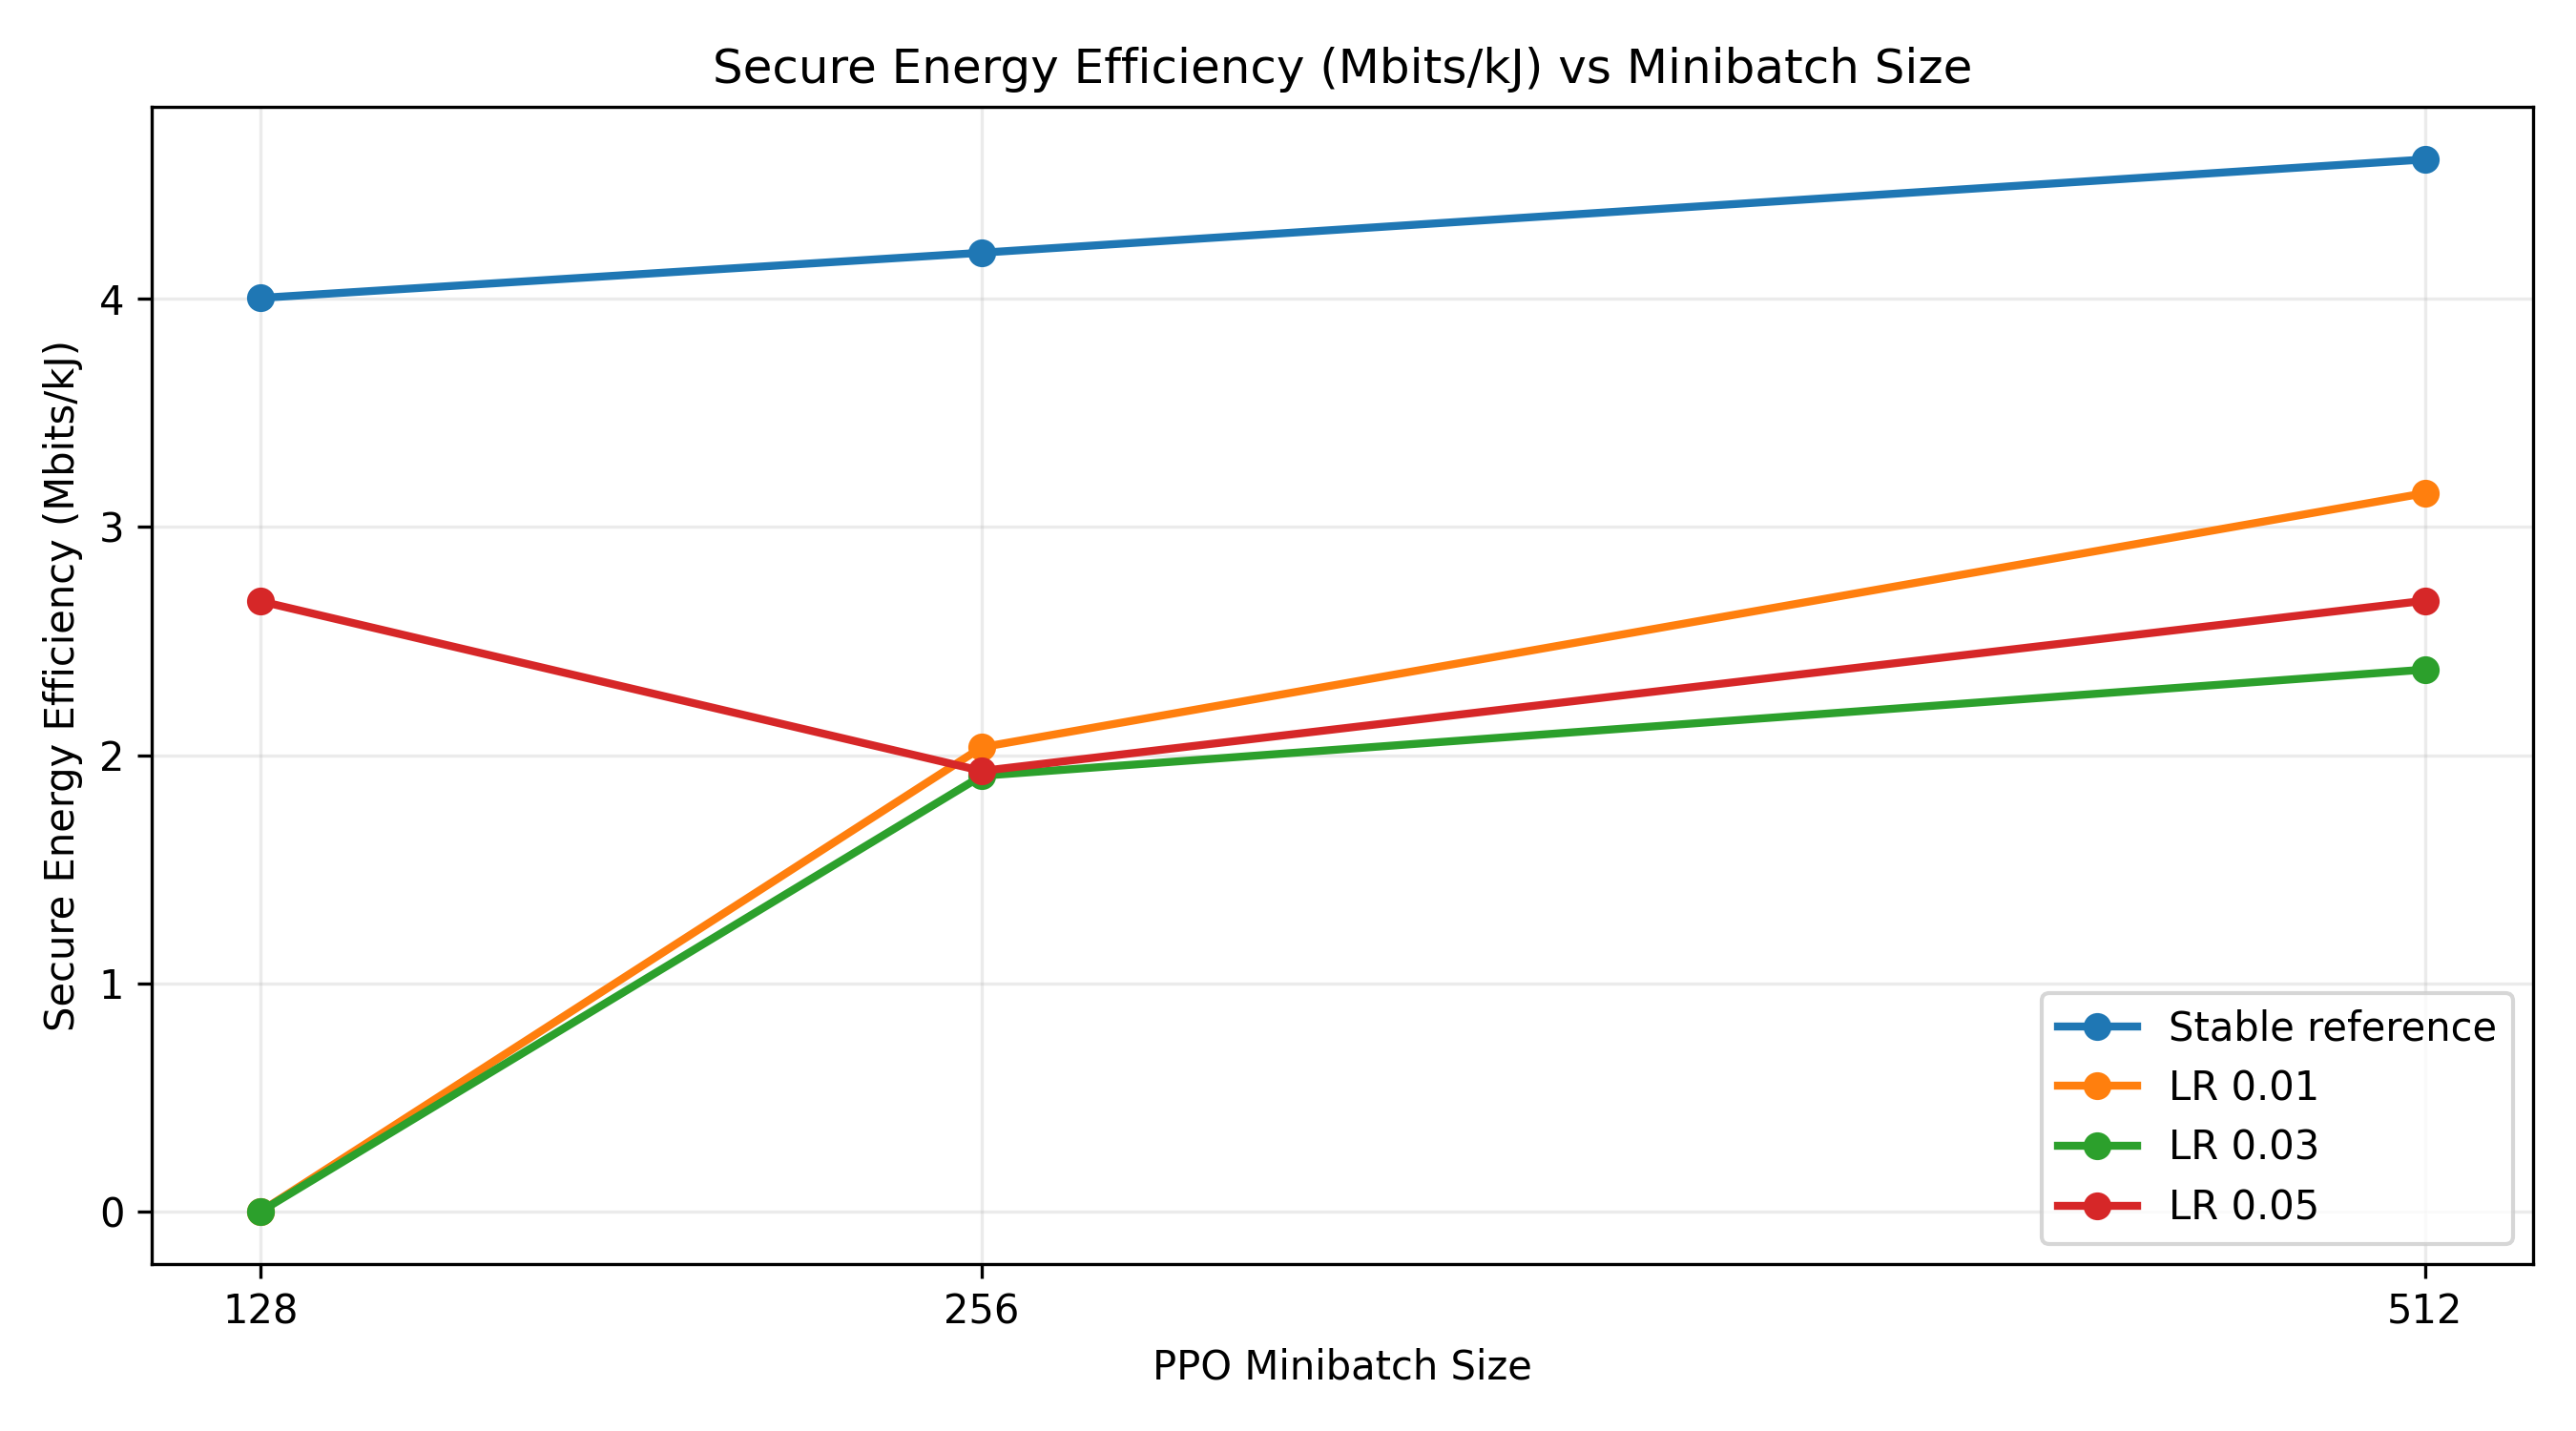 Secure Energy Efficiency (Mbits/kJ) vs Minibatch Size
Secure Energy Efficiency (Mbits/kJ)
4
3
2
1
0
128
256
512
PPO Minibatch Size
Stable reference
LR 0.01
LR 0.03
LR 0.05